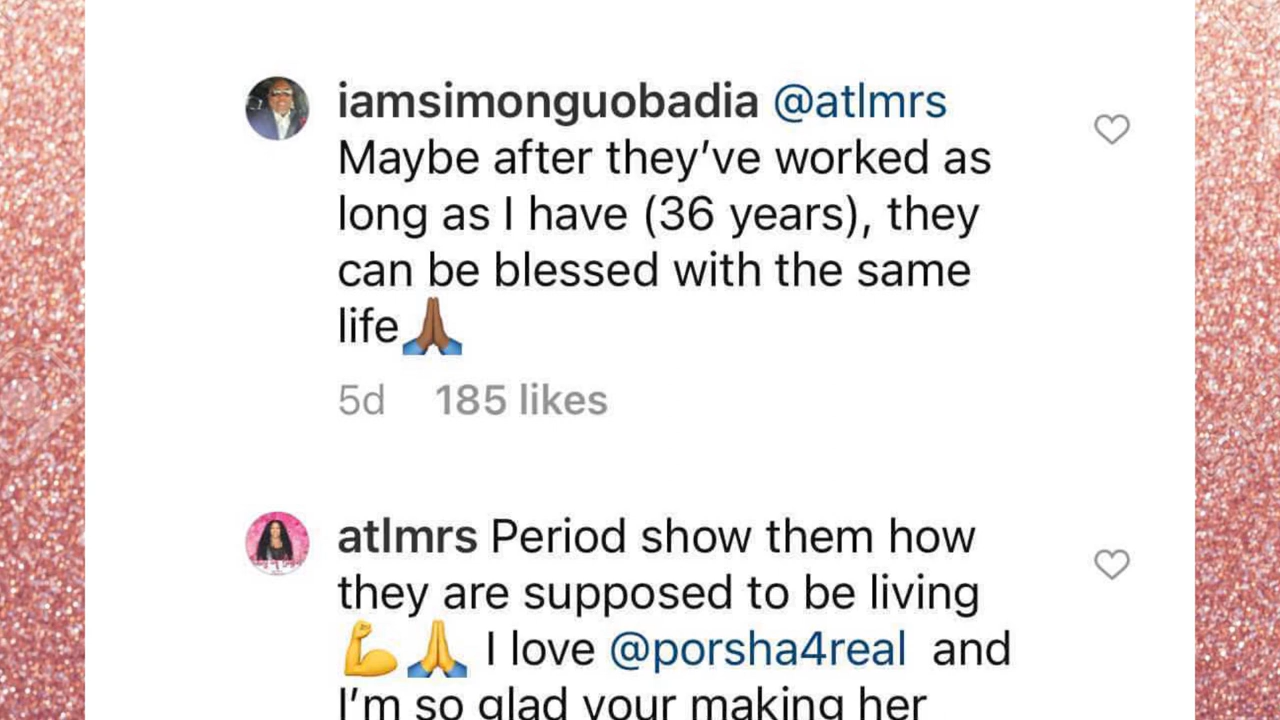 iamsimonguobadia @atlmrs
Maybe after they’ve worked as
long as I have (36 years), they
can be blessed with the same
life🙏🏾
5d 185 likes
atlmrs Period show them how
they are supposed to be living
💪🙏 I love @porsha4real and
I’m so glad your making her